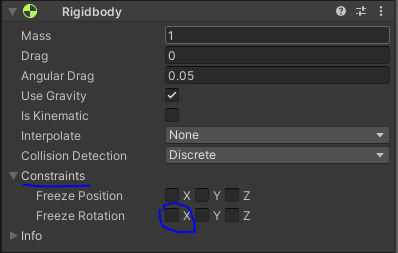 Rigidbody
Mass 1
Drag 0
Angular Drag 0.05
Use Gravity
Is Kinematic
Interpolate None
Collision Detection Discrete
Constraints
Freeze Position X Y Z
Freeze Rotation X Y Z
Info